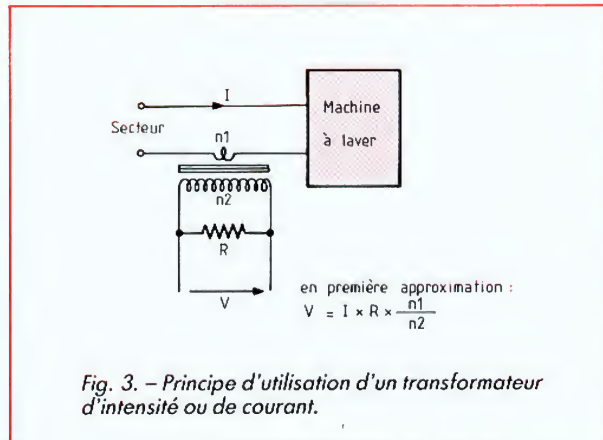 I
Machine
à laver
Secteur
n1
n2
R
V
en première approximation :
V = I × R × n1/n2
Fig. 3. – Principe d'utilisation d'un transformateur
d'intensité ou de courant.